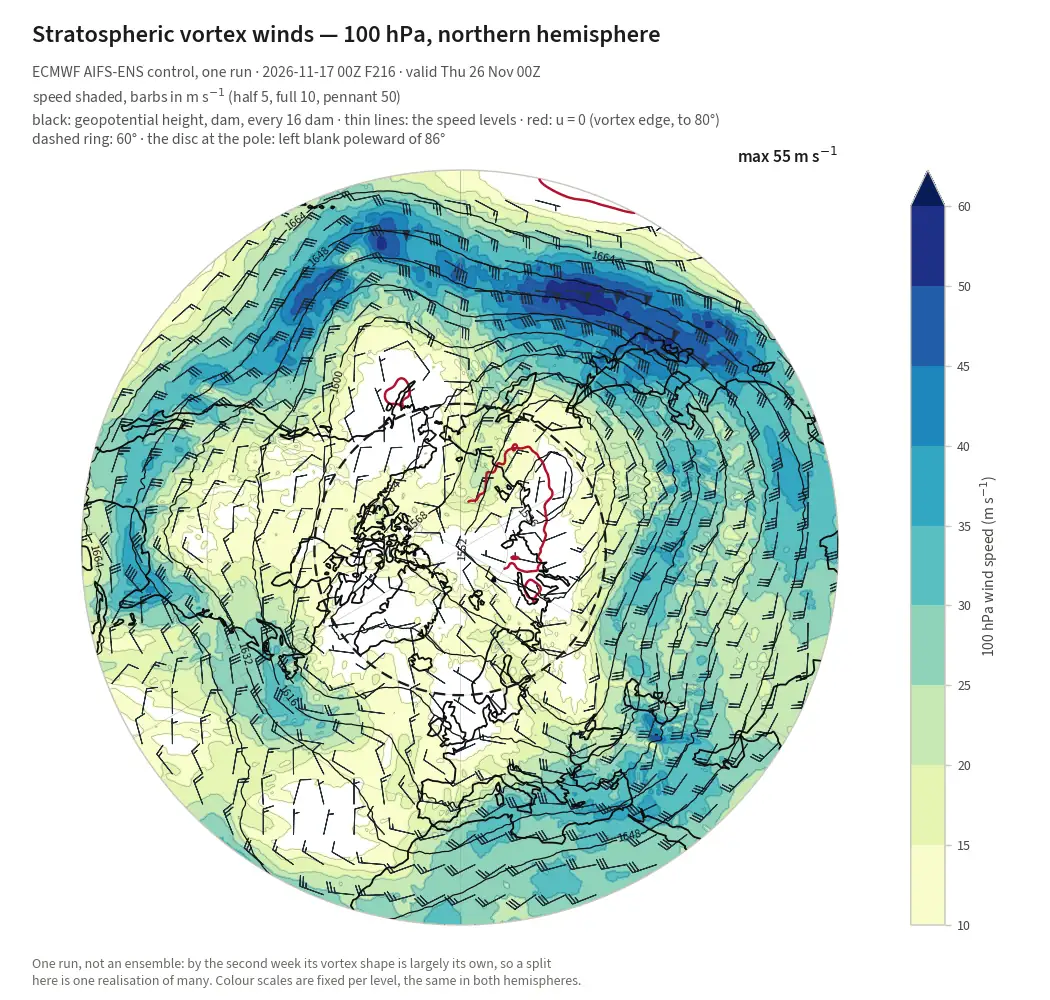 Stratospheric vortex winds — 100 hPa, northern hemisphere
ECMWF AIFS-ENS control, one run · 2026-11-17 00Z F216 · valid Thu 26 Nov 00Z
speed shaded, barbs in m s⁻¹ (half 5, full 10, pennant 50)
black: geopotential height, dam, every 16 dam · thin lines: the speed levels · red: u = 0 (vortex edge, to 80°)
dashed ring: 60° · the disc at the pole: left blank poleward of 86°
max 55 m s⁻¹
1664
1648
1664
1600
1568
1552
1664
1632
1616
1648
60
50
45
40
35
30
25
20
15
10
100 hPa wind speed (m s⁻¹)
One run, not an ensemble: by the second week its vortex shape is largely its own, so a split
here is one realisation of many. Colour scales are fixed per level, the same in both hemispheres.